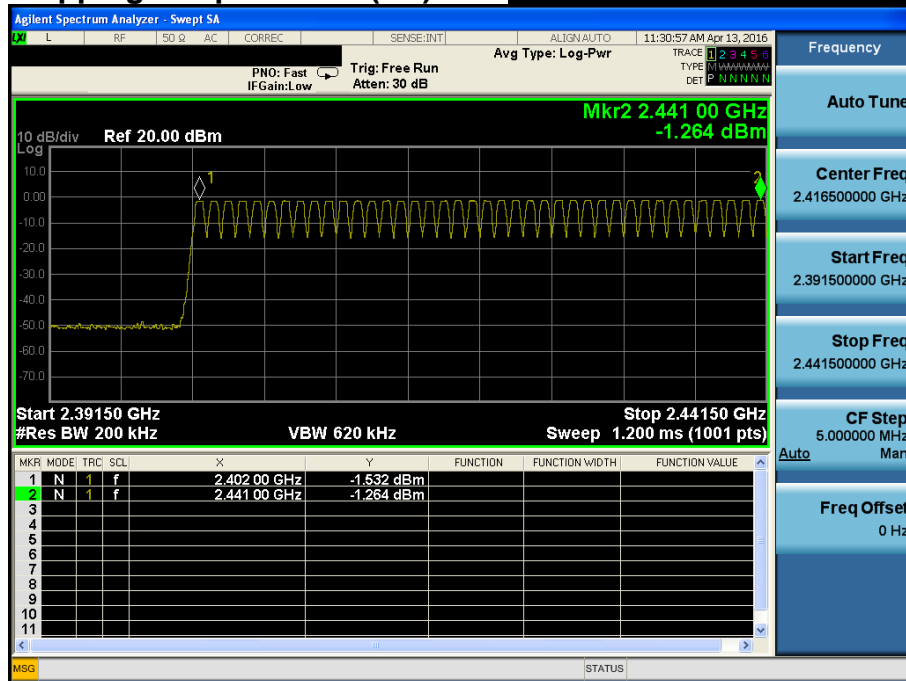 Agilent Spectrum Analyzer - Swept SA
LXI L RF 50 Ω AC CORREC SENSE:INT ALIGN AUTO 11:30:57 AM Apr 13, 2016
Frequency
Avg Type: Log-Pwr
TRACE 1 2 3 4 5 6
PNO: Fast Trig: Free Run
TYPE M
IFGain:Low Atten: 30 dB
DET P N N N N N
Auto Tune
Mkr2 2.441 00 GHz
10 dB/div Ref 20.00 dBm -1.264 dBm
Log
10.0
0.00
-10.0
-20.0
-30.0
-40.0
-50.0
-60.0
-70.0
1
2
Center Freq
2.416500000 GHz
Start Freq
2.391500000 GHz
Stop Freq
2.441500000 GHz
Start 2.39150 GHz Stop 2.44150 GHz
#Res BW 200 kHz VBW 620 kHz Sweep 1.200 ms (1001 pts)
CF Step
5.000000 MHz
Auto Man
MKR MODE TRC SCL X Y FUNCTION FUNCTION WIDTH FUNCTION VALUE
1 N 1 f 2.402 00 GHz -1.532 dBm
2 N 1 f 2.441 00 GHz -1.264 dBm
3
4
5
6
7
8
9
10
11
Freq Offset
0 Hz
MSG STATUS